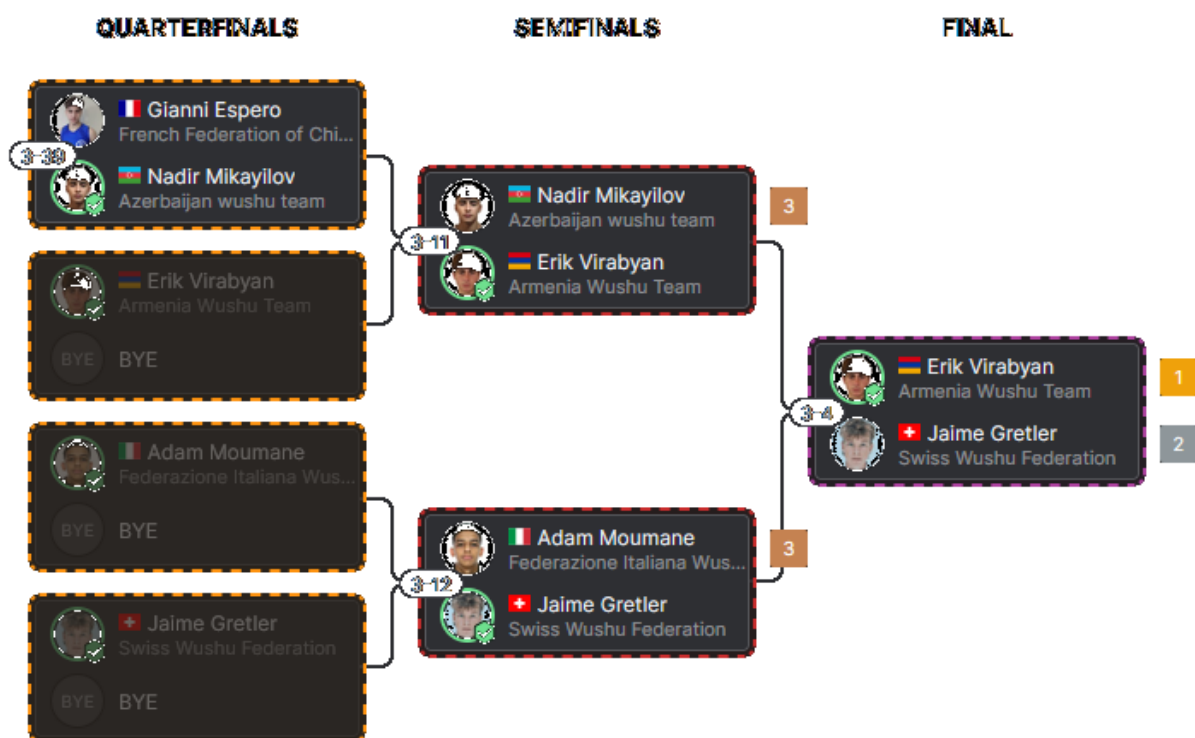 QUARTERFINALS
SEMIFINALS
FINAL
Gianni Espero
French Federation of Chi...
3-39
Nadir Mikayilov
Azerbaijan wushu team
Erik Virabyan
Armenia Wushu Team
BYE BYE
Adam Moumane
Federazione Italiana Wus...
BYE BYE
Jaime Gretler
Swiss Wushu Federation
BYE BYE
Nadir Mikayilov
Azerbaijan wushu team
3
3-11
Erik Virabyan
Armenia Wushu Team
Adam Moumane
Federazione Italiana Wus...
3
3-12
Jaime Gretler
Swiss Wushu Federation
Erik Virabyan
Armenia Wushu Team
1
3-4
Jaime Gretler
Swiss Wushu Federation
2